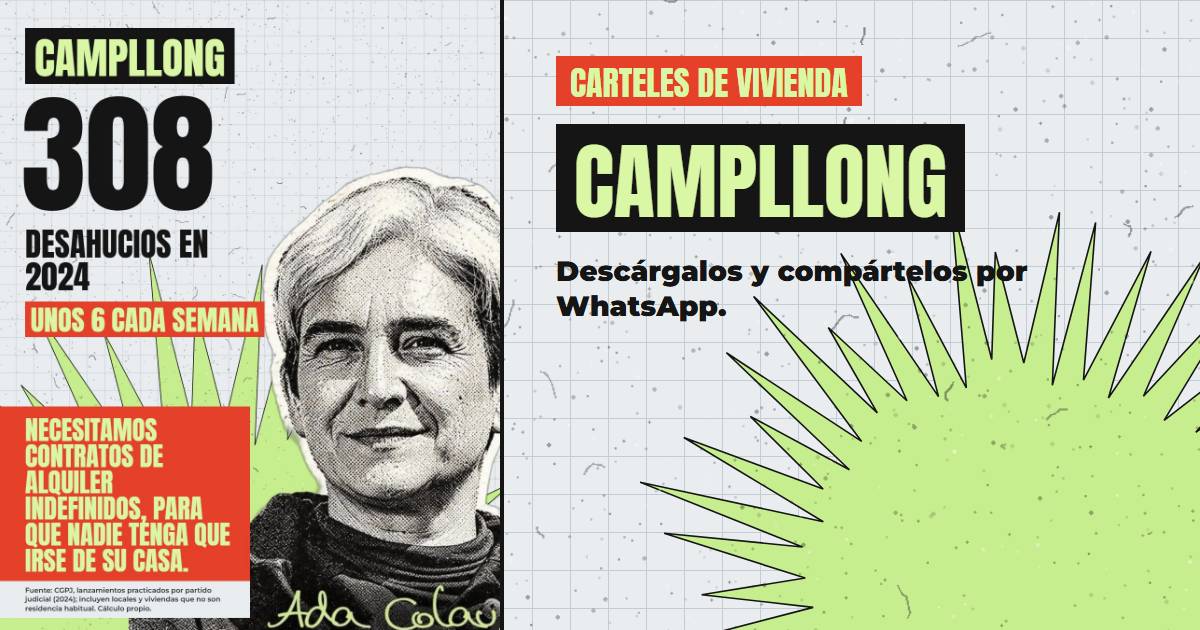 CAMPLLONG
308
DESAHUCIOS EN
2024
UNOS 6 CADA SEMANA
NECESITAMOS
CONTRATOS DE
ALQUILER
INDEFINIDOS, PARA
QUE NADIE TENGA QUE
IRSE DE SU CASA.
Fuente: CGPJ, lanzamientos practicados por partido
judicial (2024); incluyen locales y viviendas que no son
residencia habitual. Cálculo propio.
Ada Colau
CARTELES DE VIVIENDA
CAMPLLONG
Descárgalos y compártelos por
WhatsApp.